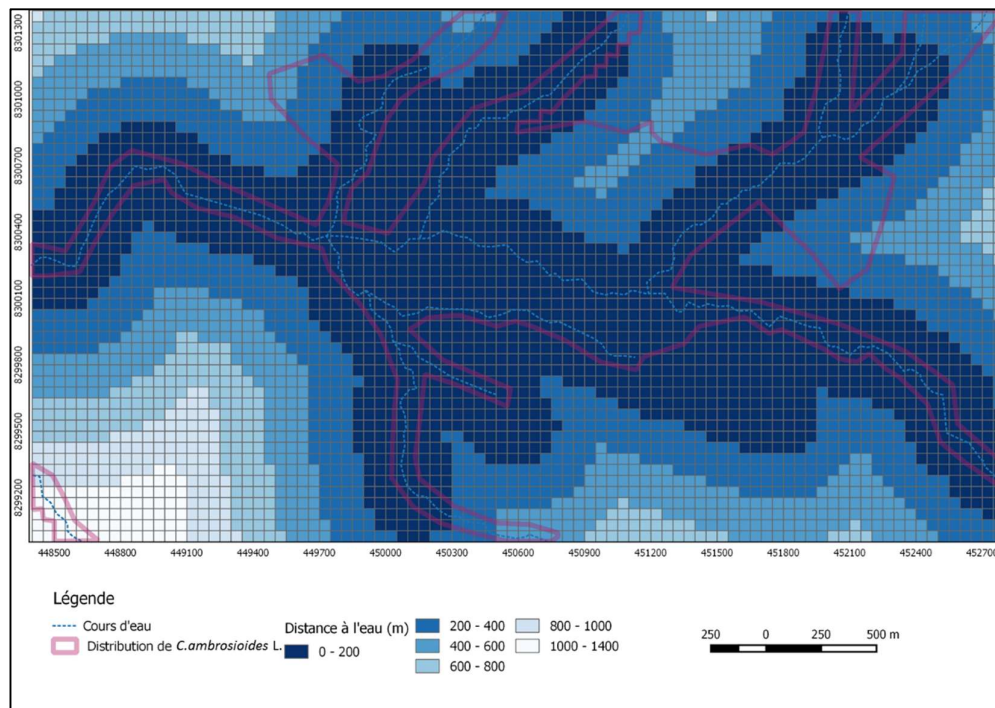 8301300
8301000
8300700
8300400
8300100
8299800
8299500
8299200
448500 448800 449100 449400 449700 450000 450300 450600 450900 451200 451500 451800 452100 452400 452700
Légende
Cours d'eau
Distribution de C.ambrosioides L.
Distance à l'eau (m)
0 - 200
200 - 400
400 - 600
600 - 800
800 - 1000
1000 - 1400
250 0 250 500 m